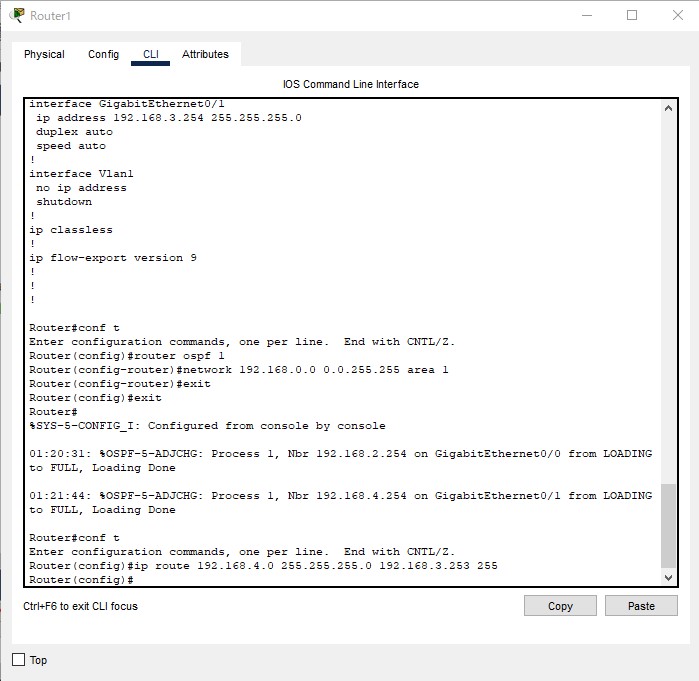 Router1
Physical Config CLI Attributes
IOS Command Line Interface
interface GigabitEthernet0/1
 ip address 192.168.3.254 255.255.255.0
 duplex auto
 speed auto
!
interface Vlan1
 no ip address
 shutdown
!
ip classless
!
ip flow-export version 9
!
!
!
Router#conf t
Enter configuration commands, one per line.  End with CNTL/Z.
Router(config)#router ospf 1
Router(config-router)#network 192.168.0.0 0.0.255.255 area 1
Router(config-router)#exit
Router(config)#exit
Router#
%SYS-5-CONFIG_I: Configured from console by console
01:20:31: %OSPF-5-ADJCHG: Process 1, Nbr 192.168.2.254 on GigabitEthernet0/0 from LOADING
to FULL, Loading Done
01:21:44: %OSPF-5-ADJCHG: Process 1, Nbr 192.168.4.254 on GigabitEthernet0/1 from LOADING
to FULL, Loading Done
Router#conf t
Enter configuration commands, one per line.  End with CNTL/Z.
Router(config)#ip route 192.168.4.0 255.255.255.0 192.168.3.253 255
Router(config)#
Ctrl+F6 to exit CLI focus
Copy Paste
Top